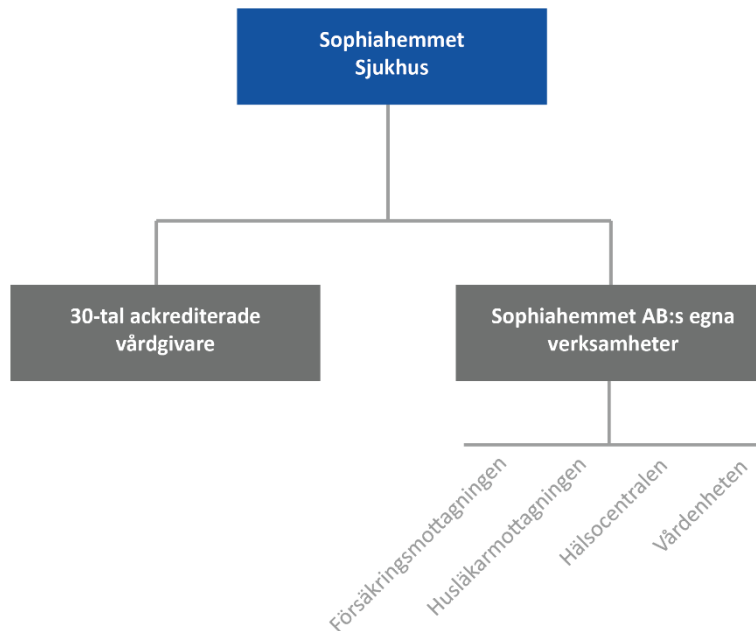 Sophiahemmet
Sjukhus
30-tal ackrediterade
vårdgivare
Sophiahemmet AB:s egna
verksamheter
Försäkringsmottagningen
Husläkarmottagningen
Hälsocentralen
Vårdenheten